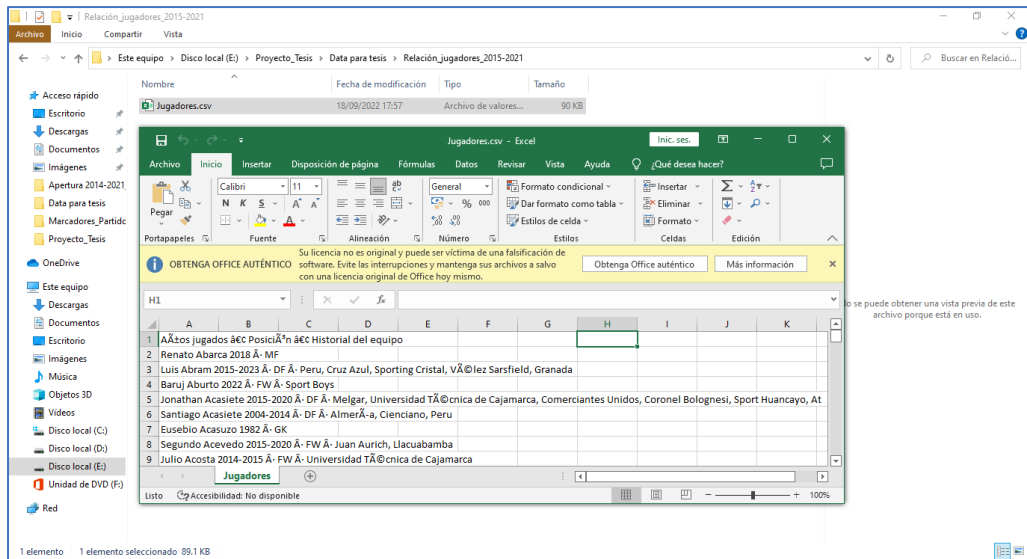 Relación_jugadores_2015-2021
Archivo Inicio Compartir Vista
Este equipo > Disco local (E:) > Proyecto_Tesis > Data para tesis > Relación_jugadores_2015-2021
Buscar en Relació...
Nombre Fecha de modificación Tipo Tamaño
Jugadores.csv 18/09/2022 17:57 Archivo de valores... 90 KB
Acceso rápido
Escritorio
Descargas
Documentos
Imágenes
Apertura 2014-2021_
Data para tesis
Marcadores_Partidc
Proyecto_Tesis
OneDrive
Este equipo
Descargas
Documentos
Escritorio
Imágenes
Música
Objetos 3D
Vídeos
Disco local (C:)
Disco local (D:)
Disco local (E:)
Unidad de DVD (F:)
Red
Jugadores.csv - Excel
Inic. ses.
Archivo Inicio Insertar Disposición de página Fórmulas Datos Revisar Vista Ayuda ¿Qué desea hacer?
Pegar
Calibri 11
N K S
A A
ab
General
% 000
Formato condicional
Dar formato como tabla
Estilos de celda
Insertar
Eliminar
Formato
Portapapeles Fuente Alineación Número Estilos Celdas Edición
OBTENGA OFFICE AUTÉNTICO
Su licencia no es original y puede ser víctima de una falsificación de
software. Evite las interrupciones y mantenga sus archivos a salvo
con una licencia original de Office hoy mismo.
Obtenga Office auténtico Más información
H1 fx
A B C D E F G H I J K
1 AÃ±os jugados â€¢ PosiciÃ³n â€¢ Historial del equipo
2 Renato Abarca 2018 Â· MF
3 Luis Abram 2015-2023 Â· DF Â· Peru, Cruz Azul, Sporting Cristal, VÃ©lez Sarsfield, Granada
4 Baruj Aburto 2022 Â· FW Â· Sport Boys
5 Jonathan Acasiete 2015-2020 Â· DF Â· Melgar, Universidad TÃ©cnica de Cajamarca, Comerciantes Unidos, Coronel Bolognesi, Sport Huancayo, At
6 Santiago Acasiete 2004-2014 Â· DF Â· AlmerÃ-a, Cienciano, Peru
7 Eusebio Acasuzo 1982 Â· GK
8 Segundo Acevedo 2015-2020 Â· FW Â· Juan Aurich, Llacuabamba
9 Julio Acosta 2014-2015 Â· FW Â· Universidad TÃ©cnica de Cajamarca
Jugadores
Listo Accesibilidad: No disponible 100%
lo se puede obtener una vista previa de este
archivo porque está en uso.
1 elemento 1 elemento seleccionado 89.1 KB